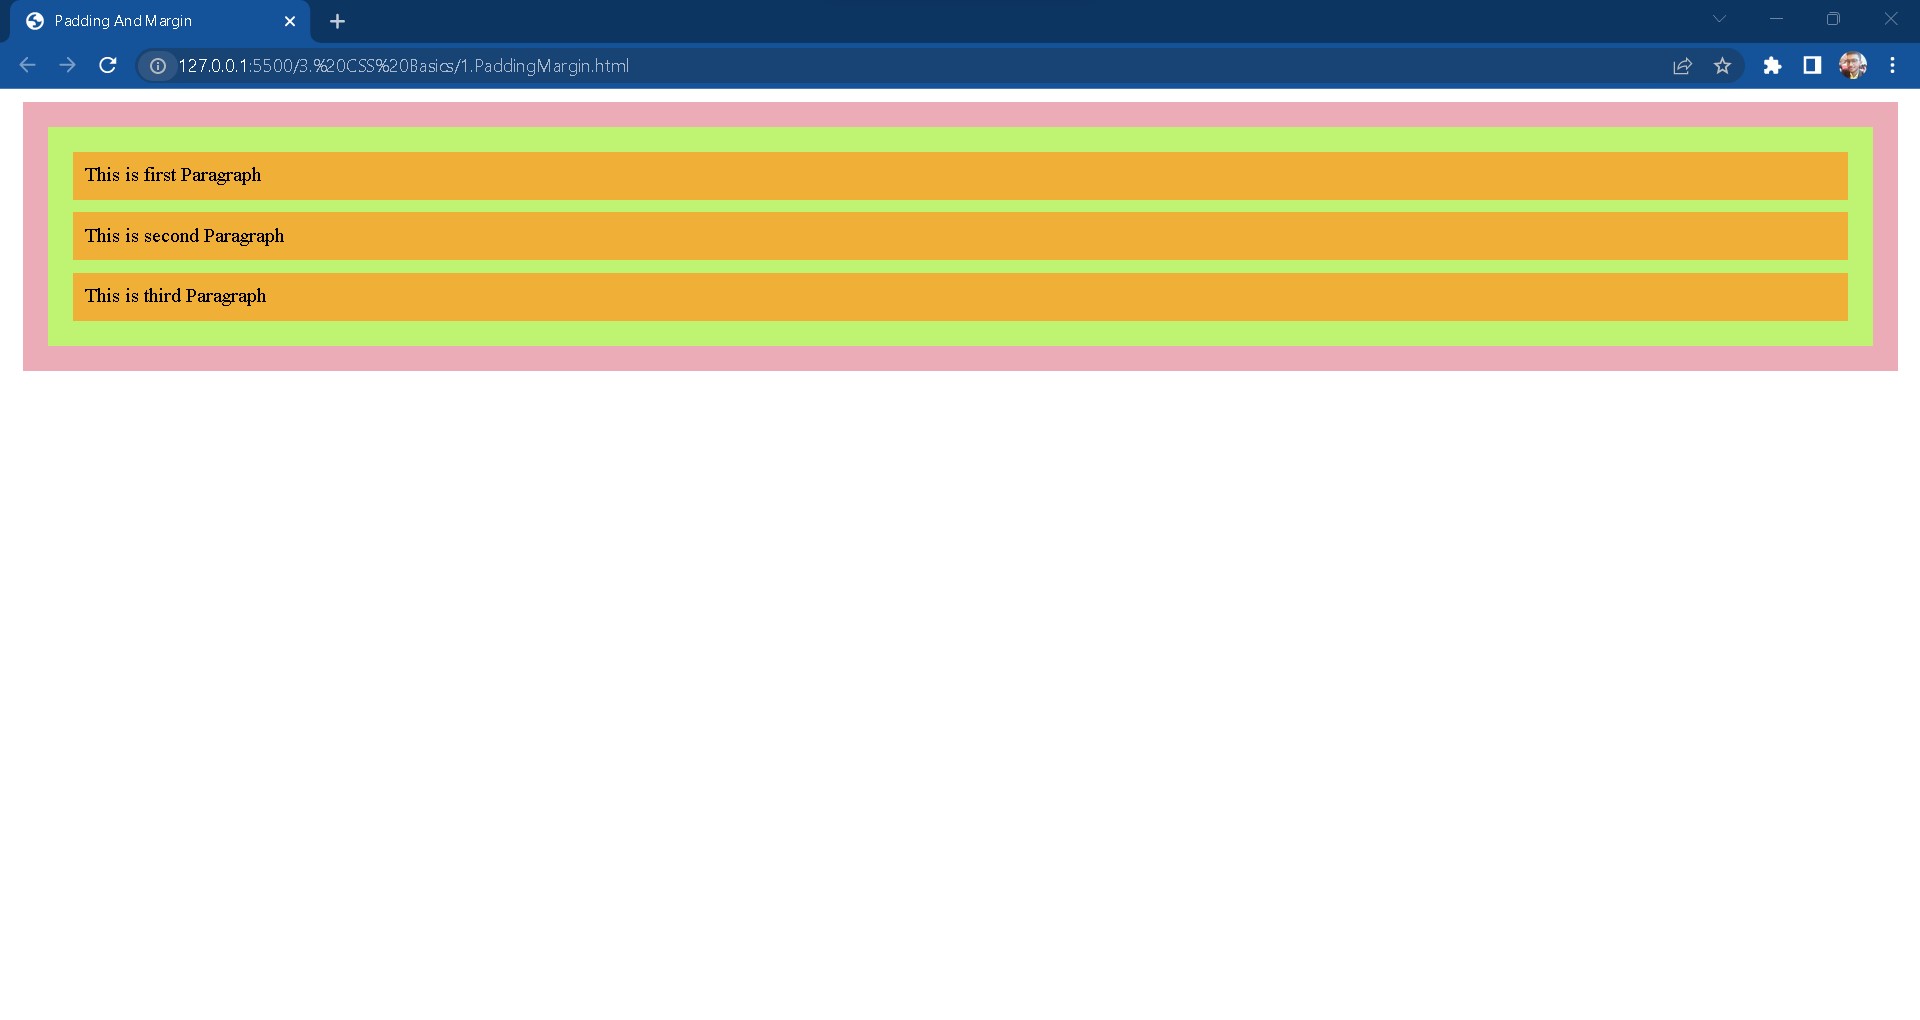 Padding And Margin
127.0.0.1:5500/3.%20CSS%20Basics/1.PaddingMargin.html
This is first Paragraph
This is second Paragraph
This is third Paragraph